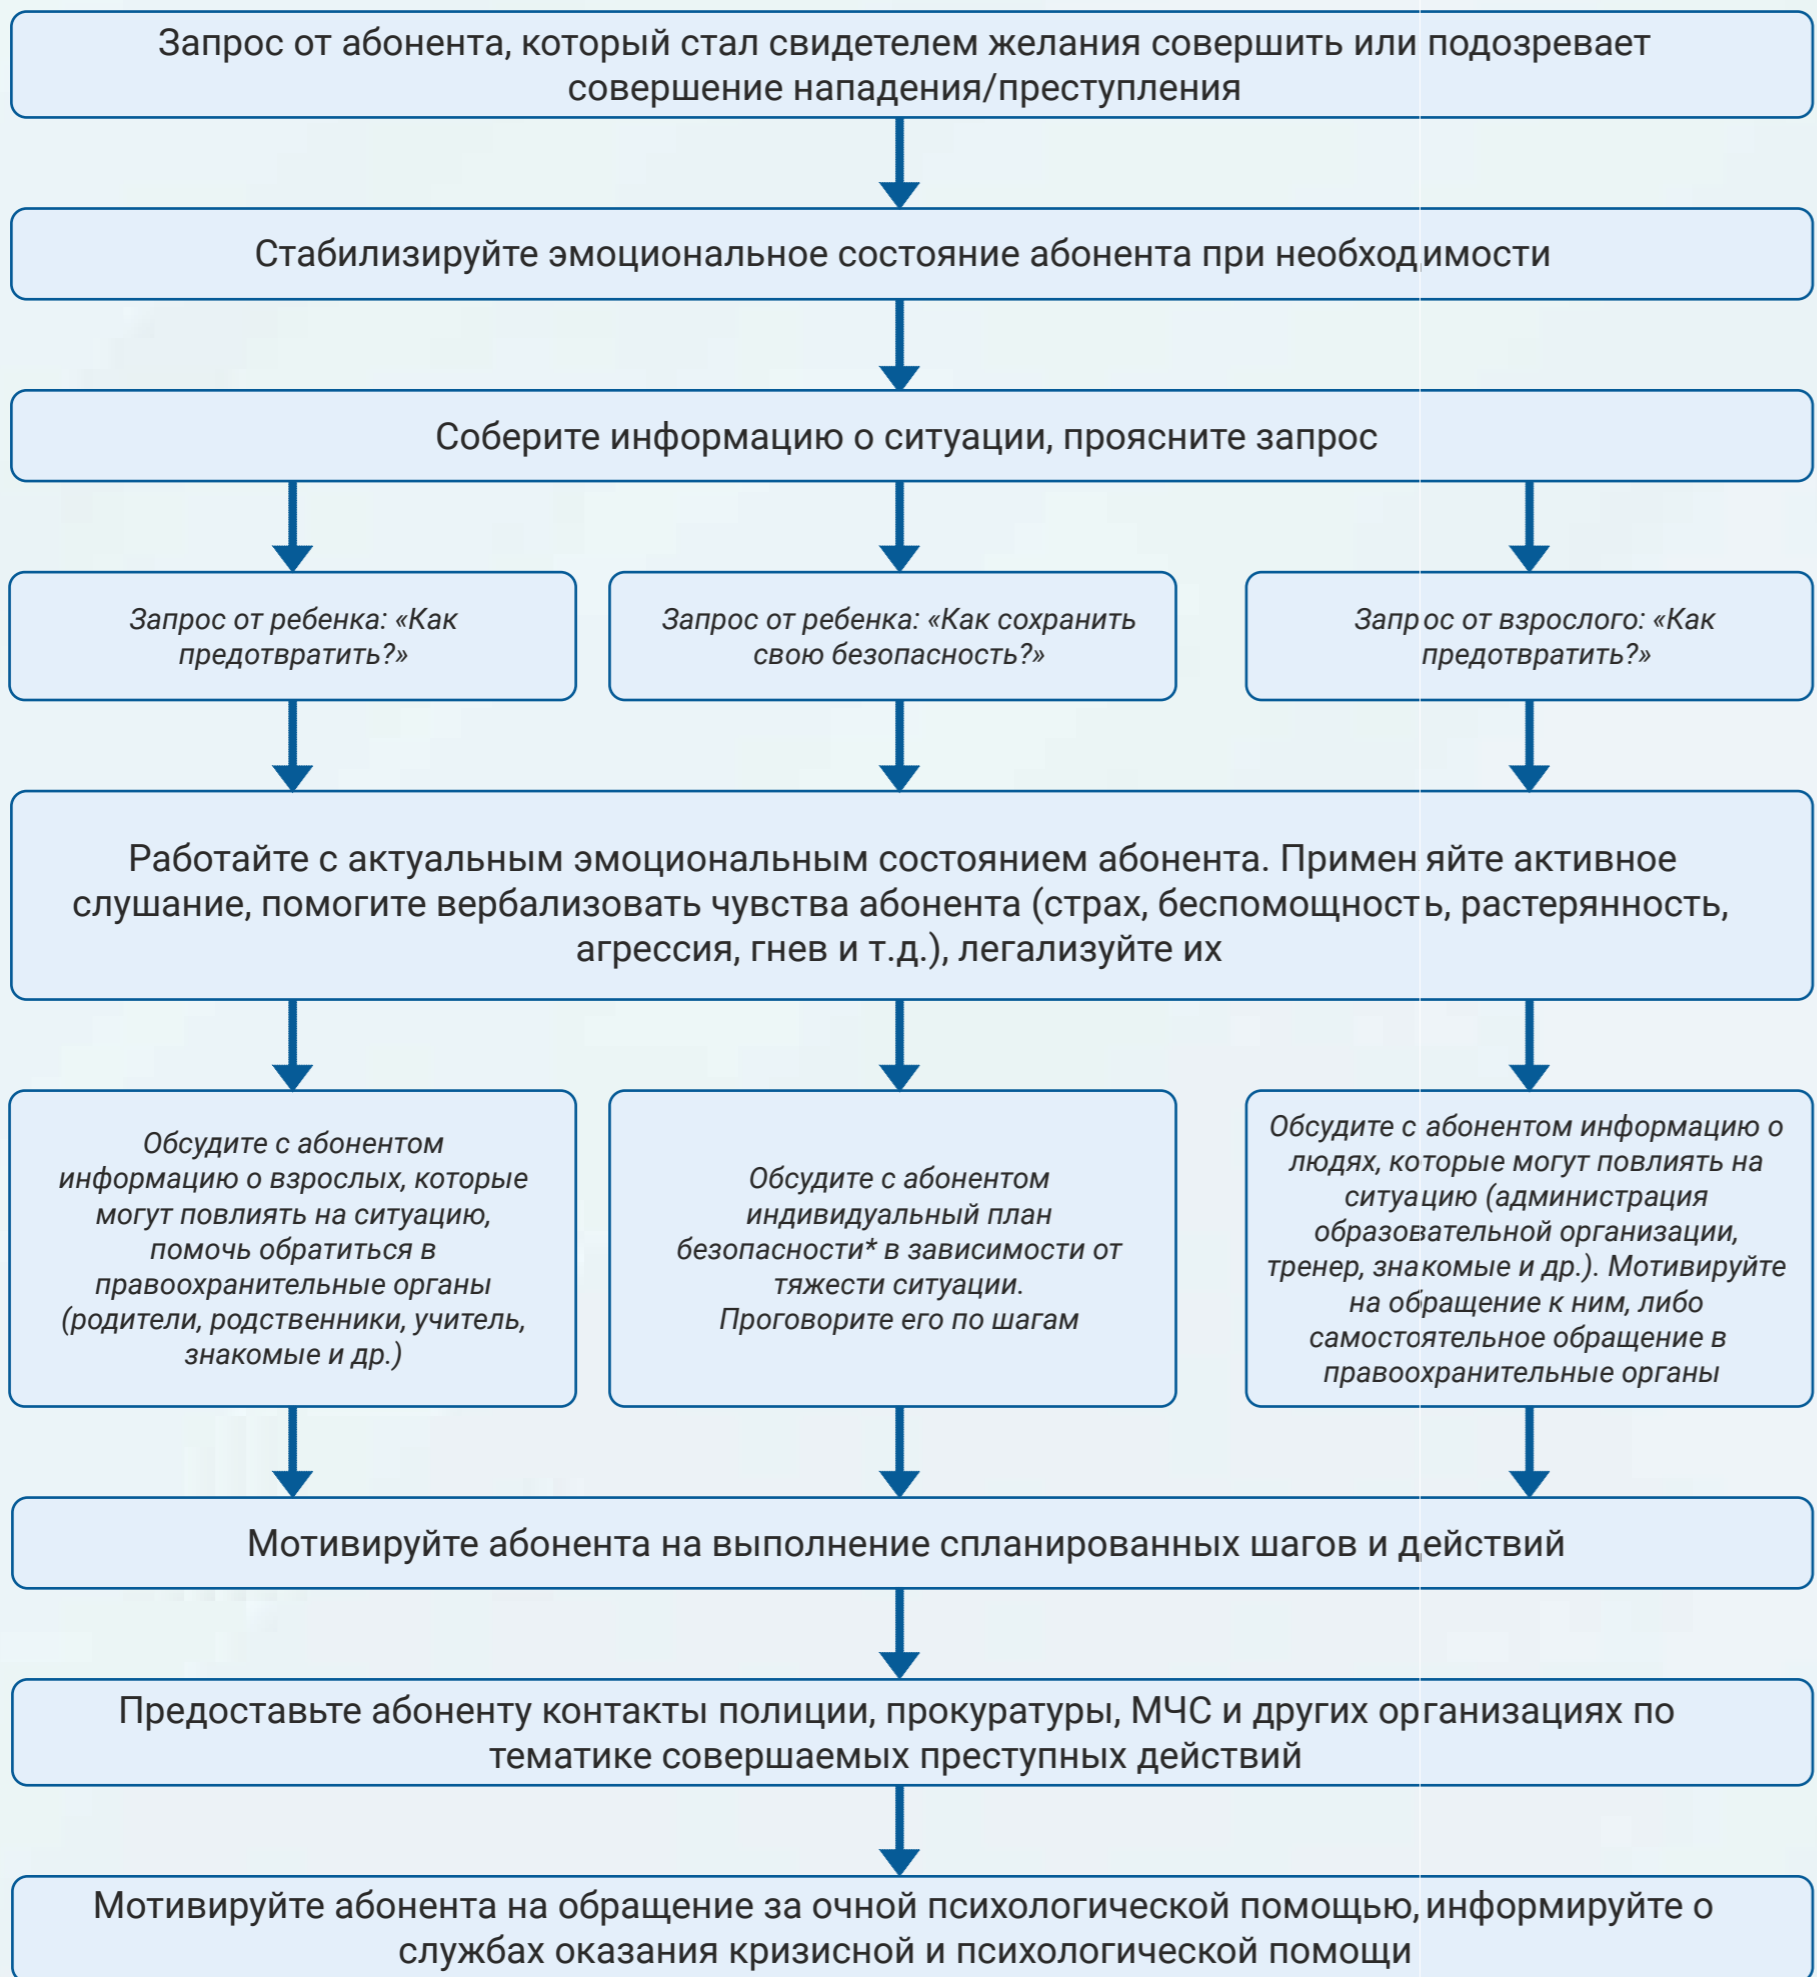 Запрос от абонента, который стал свидетелем желания совершить или подозревает
совершение нападения/преступления
Стабилизируйте эмоциональное состояние абонента при необходимости
Соберите информацию о ситуации, проясните запрос
Запрос от ребенка: «Как
предотвратить?»
Запрос от ребенка: «Как сохранить
свою безопасность?»
Запрос от взрослого: «Как
предотвратить?»
Работайте с актуальным эмоциональным состоянием абонента. Применяйте активное
слушание, помогите вербализовать чувства абонента (страх, беспомощность, растерянность,
агрессия, гнев и т.д.), легализуйте их
Обсудите с абонентом
информацию о взрослых, которые
могут повлиять на ситуацию,
помочь обратиться в
правоохранительные органы
(родители, родственники, учитель,
знакомые и др.)
Обсудите с абонентом
индивидуальный план
безопасности* в зависимости от
тяжести ситуации.
Проговорите его по шагам
Обсудите с абонентом информацию о
людях, которые могут повлиять на
ситуацию (администрация
образовательной организации,
тренер, знакомые и др.). Мотивируйте
на обращение к ним, либо
самостоятельное обращение в
правоохранительные органы
Мотивируйте абонента на выполнение спланированных шагов и действий
Предоставьте абоненту контакты полиции, прокуратуры, МЧС и других организациях по
тематике совершаемых преступных действий
Мотивируйте абонента на обращение за очной психологической помощью, информируйте о
службах оказания кризисной и психологической помощи